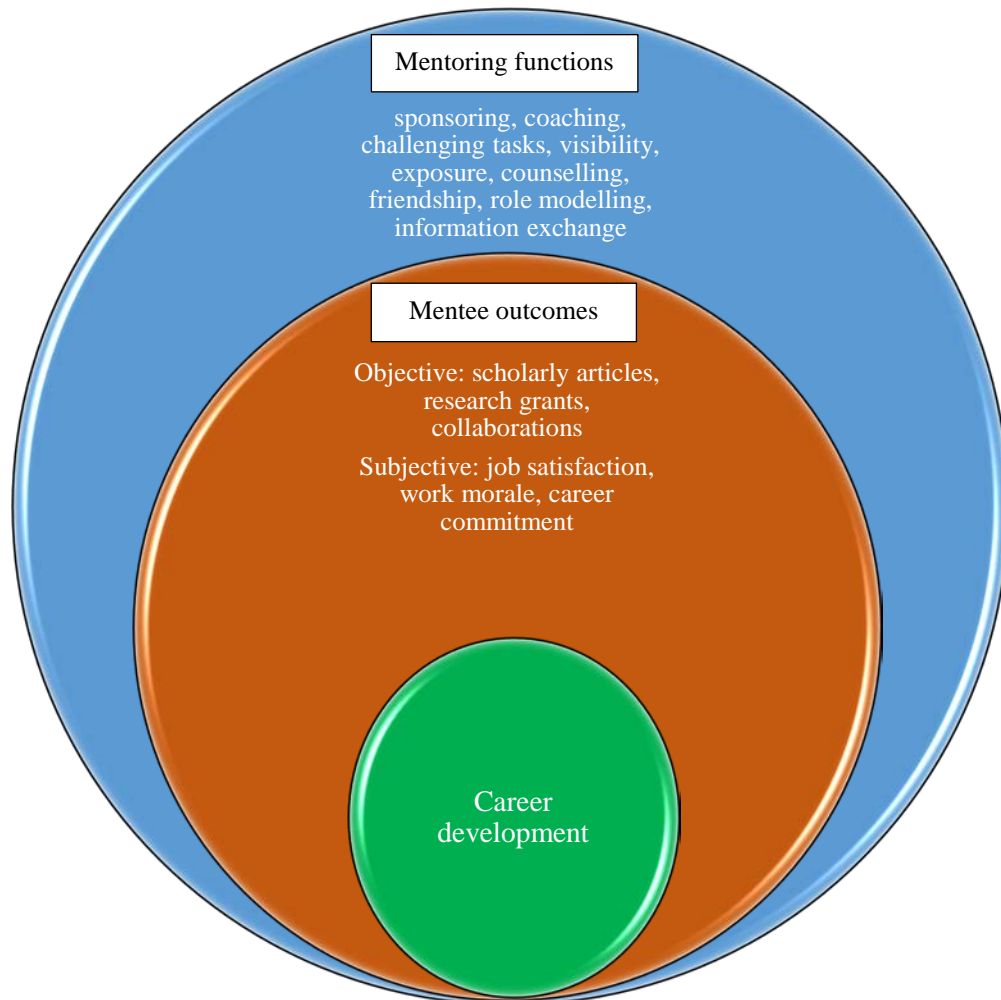 Mentoring functions
sponsoring, coaching,
challenging tasks, visibility,
exposure, counselling,
friendship, role modelling,
information exchange
Mentee outcomes
Objective: scholarly articles,
research grants,
collaborations
Subjective: job satisfaction,
work morale, career
commitment
Career
development